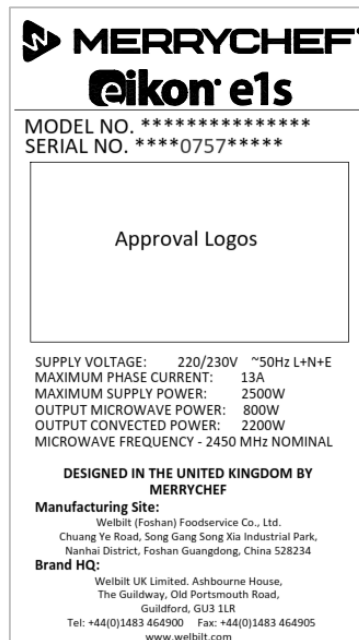 MERRYCHEF
eikon e1s
MODEL NO. ***************
SERIAL NO. ****0757*****
Approval Logos
SUPPLY VOLTAGE: 220/230V ~50Hz L+N+E
MAXIMUM PHASE CURRENT: 13A
MAXIMUM SUPPLY POWER: 2500W
OUTPUT MICROWAVE POWER: 800W
OUTPUT CONVECTED POWER: 2200W
MICROWAVE FREQUENCY - 2450 MHz NOMINAL
DESIGNED IN THE UNITED KINGDOM BY
MERRYCHEF
Manufacturing Site:
Welbilt (Foshan) Foodservice Co., Ltd.
Chuang Ye Road, Song Gang Song Xia Industrial Park,
Nanhai District, Foshan Guangdong, China 528234
Brand HQ:
Welbilt UK Limited. Ashbourne House,
The Guildway, Old Portsmouth Road,
Guildford, GU3 1LR
Tel: +44(0)1483 464900 Fax: +44(0)1483 464905
www.welbilt.com